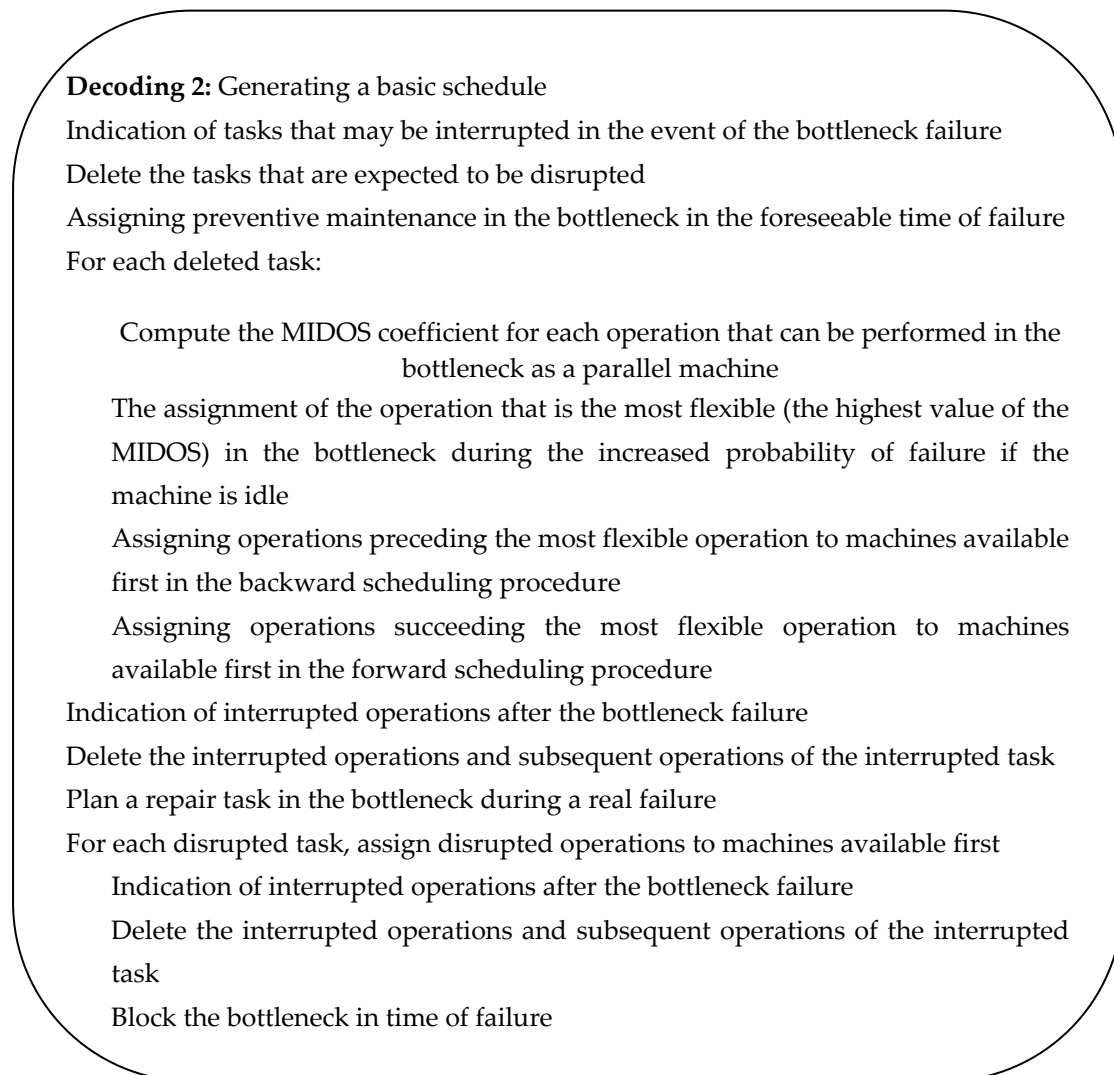 Decoding 2: Generating a basic schedule
Indication of tasks that may be interrupted in the event of the bottleneck failure
Delete the tasks that are expected to be disrupted
Assigning preventive maintenance in the bottleneck in the foreseeable time of failure
For each deleted task:
Compute the MIDOS coefficient for each operation that can be performed in the
bottleneck as a parallel machine
The assignment of the operation that is the most flexible (the highest value of the
MIDOS) in the bottleneck during the increased probability of failure if the
machine is idle
Assigning operations preceding the most flexible operation to machines available
first in the backward scheduling procedure
Assigning operations succeeding the most flexible operation to machines
available first in the forward scheduling procedure
Indication of interrupted operations after the bottleneck failure
Delete the interrupted operations and subsequent operations of the interrupted task
Plan a repair task in the bottleneck during a real failure
For each disrupted task, assign disrupted operations to machines available first
Indication of interrupted operations after the bottleneck failure
Delete the interrupted operations and subsequent operations of the interrupted
task
Block the bottleneck in time of failure